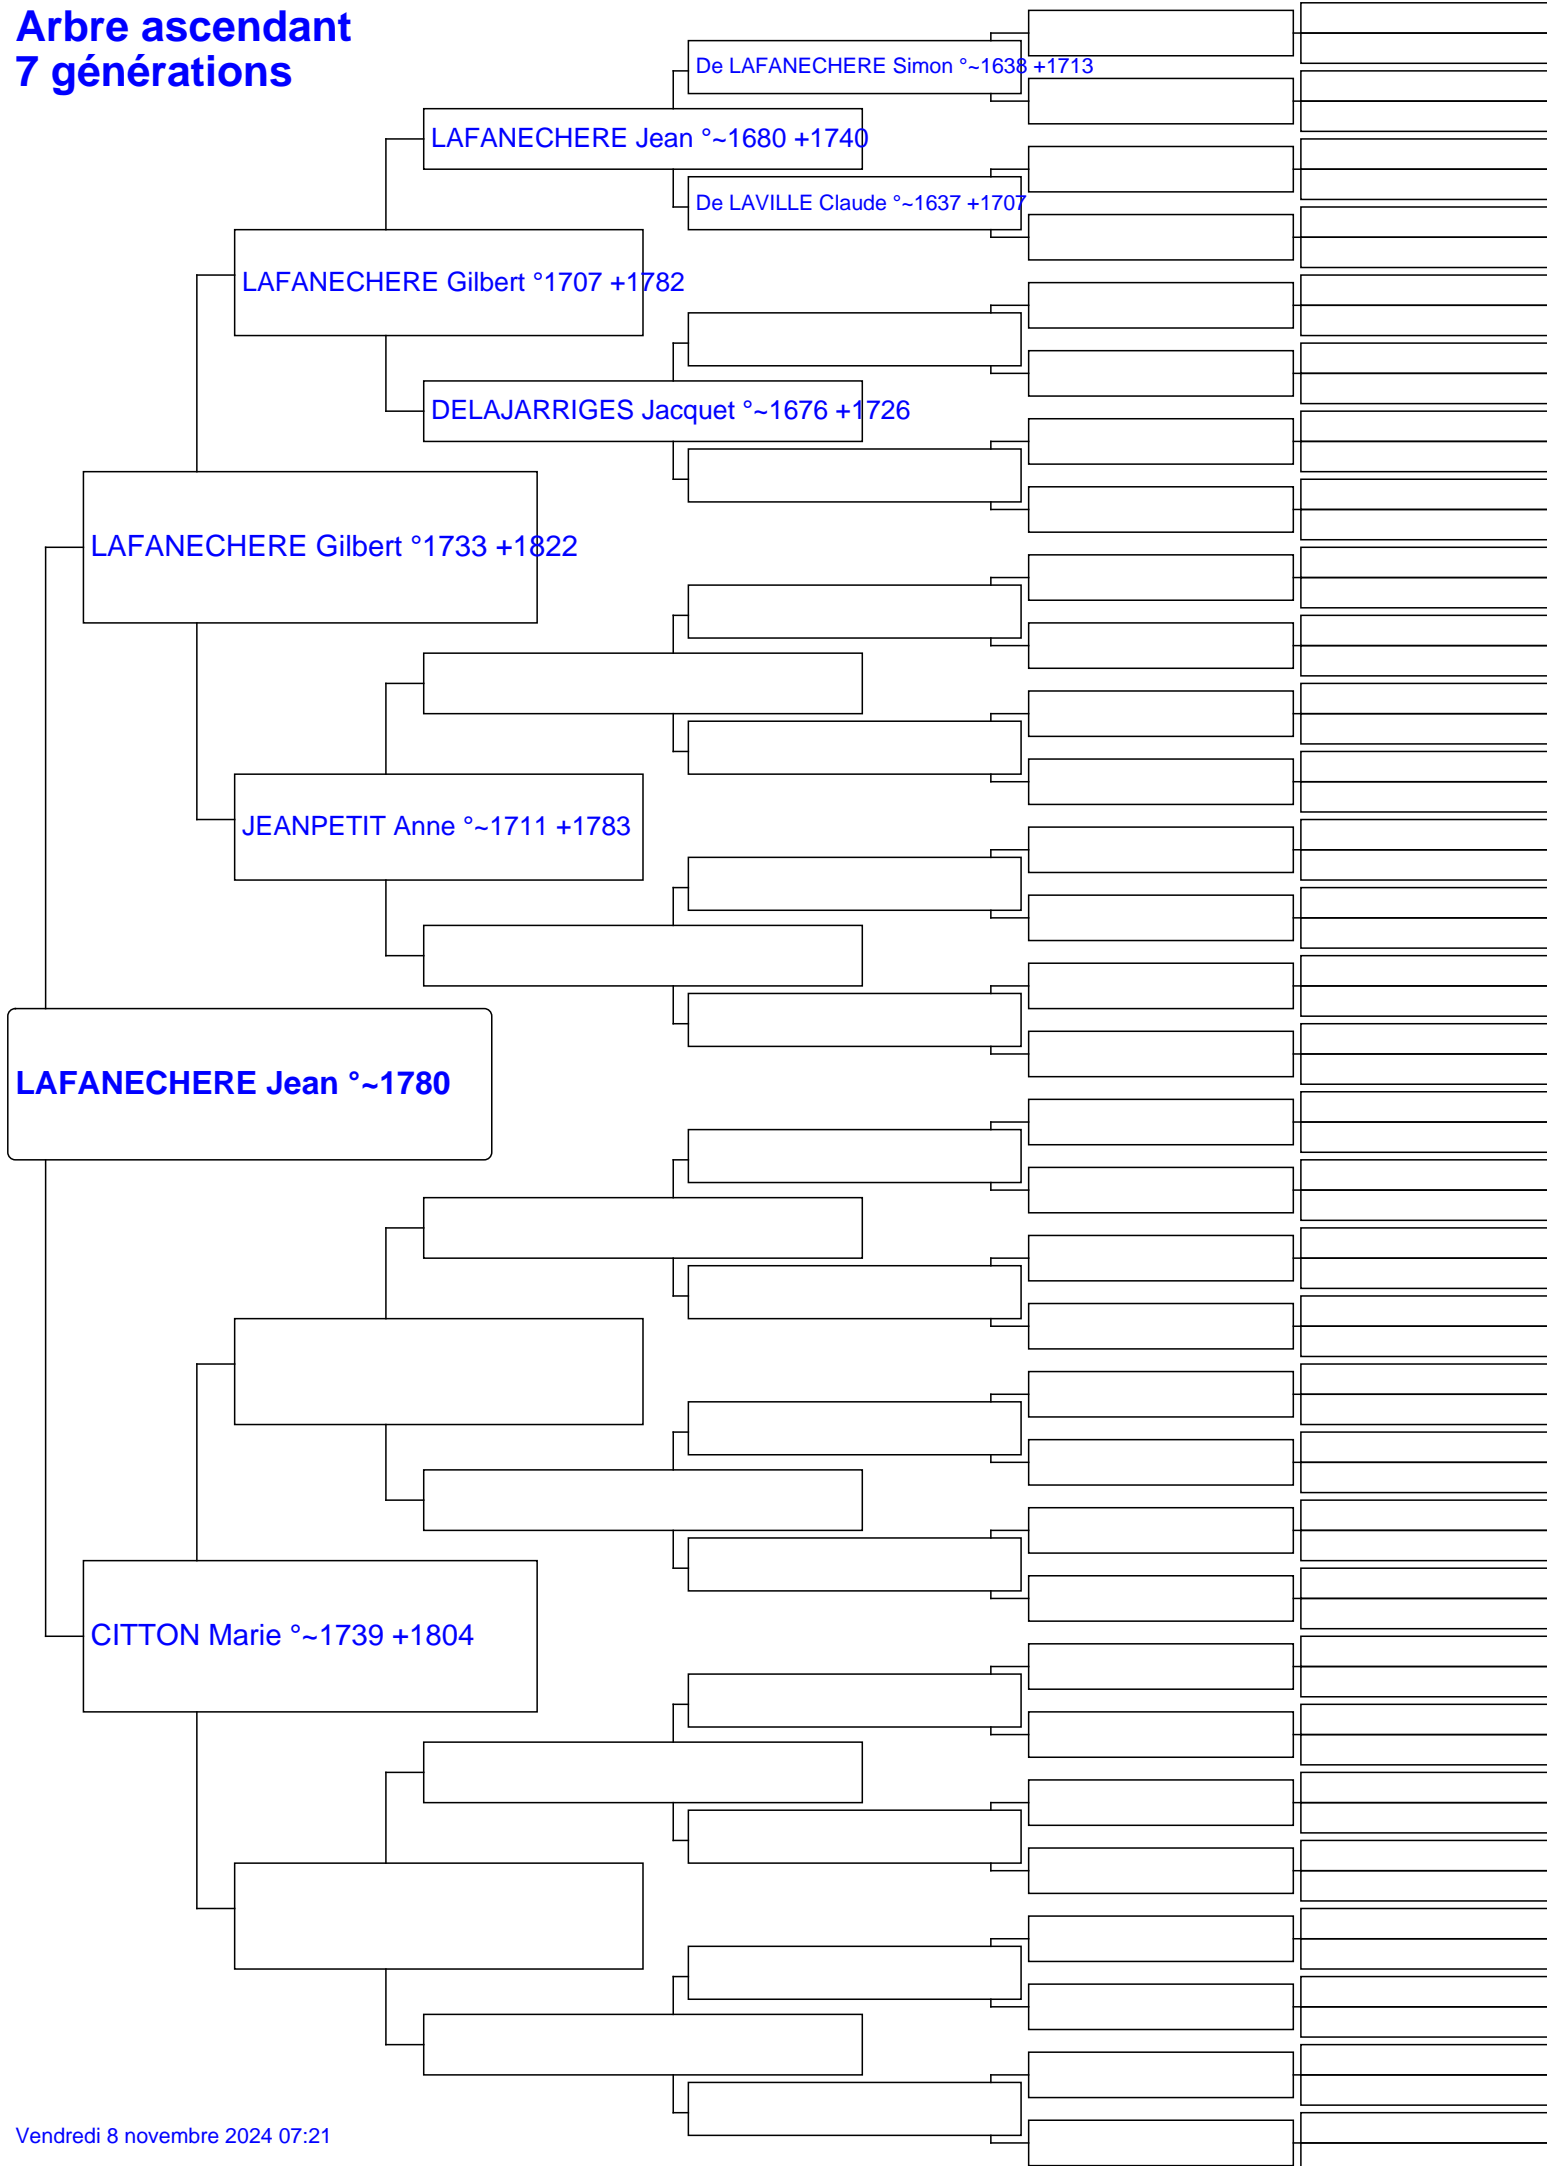 Arbre ascendant
7 générations
De LAFANECHERE Simon °~1638 +1713
LAFANECHERE Jean °~1680 +1740
De LAVILLE Claude °~1637 +1707
LAFANECHERE Gilbert °1707 +1782
DELAJARRIGES Jacquet °~1676 +1726
LAFANECHERE Gilbert °1733 +1822
JEANPETIT Anne °~1711 +1783
LAFANECHERE Jean °~1780
CITTON Marie °~1739 +1804
Vendredi 8 novembre 2024 07:21